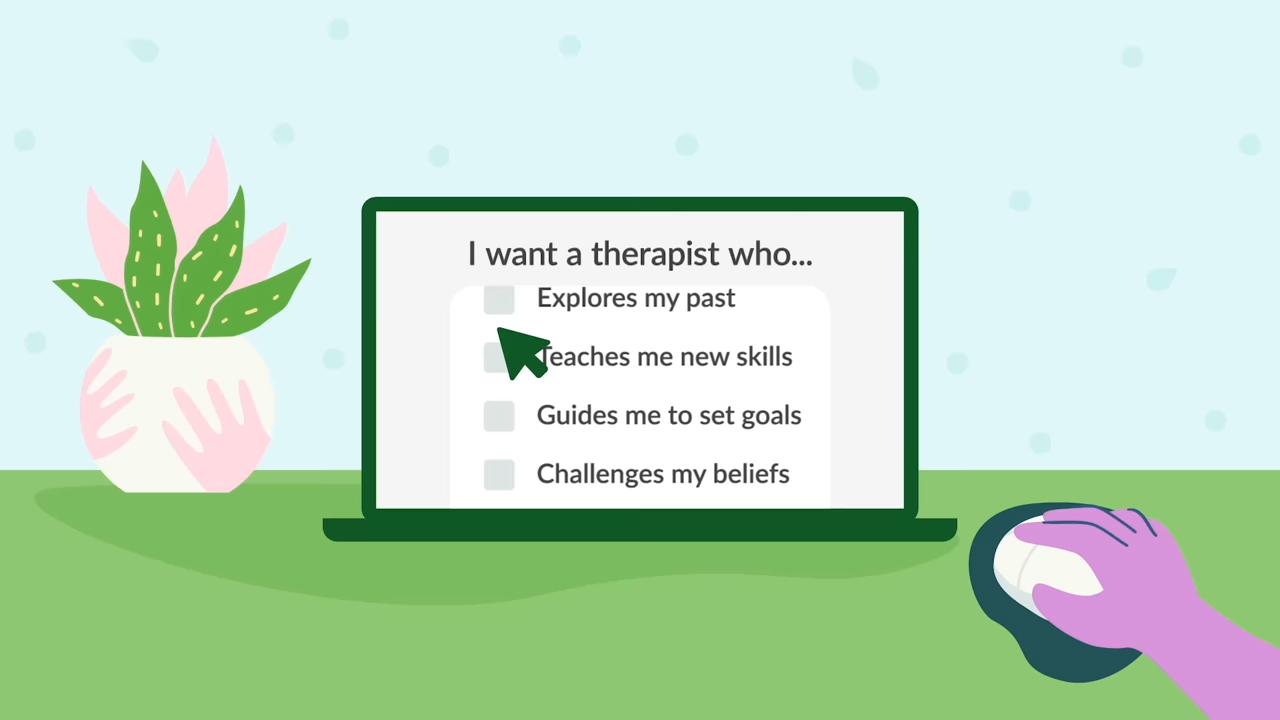 I want a therapist who...
Explores my past
Teaches me new skills
Guides me to set goals
Challenges my beliefs